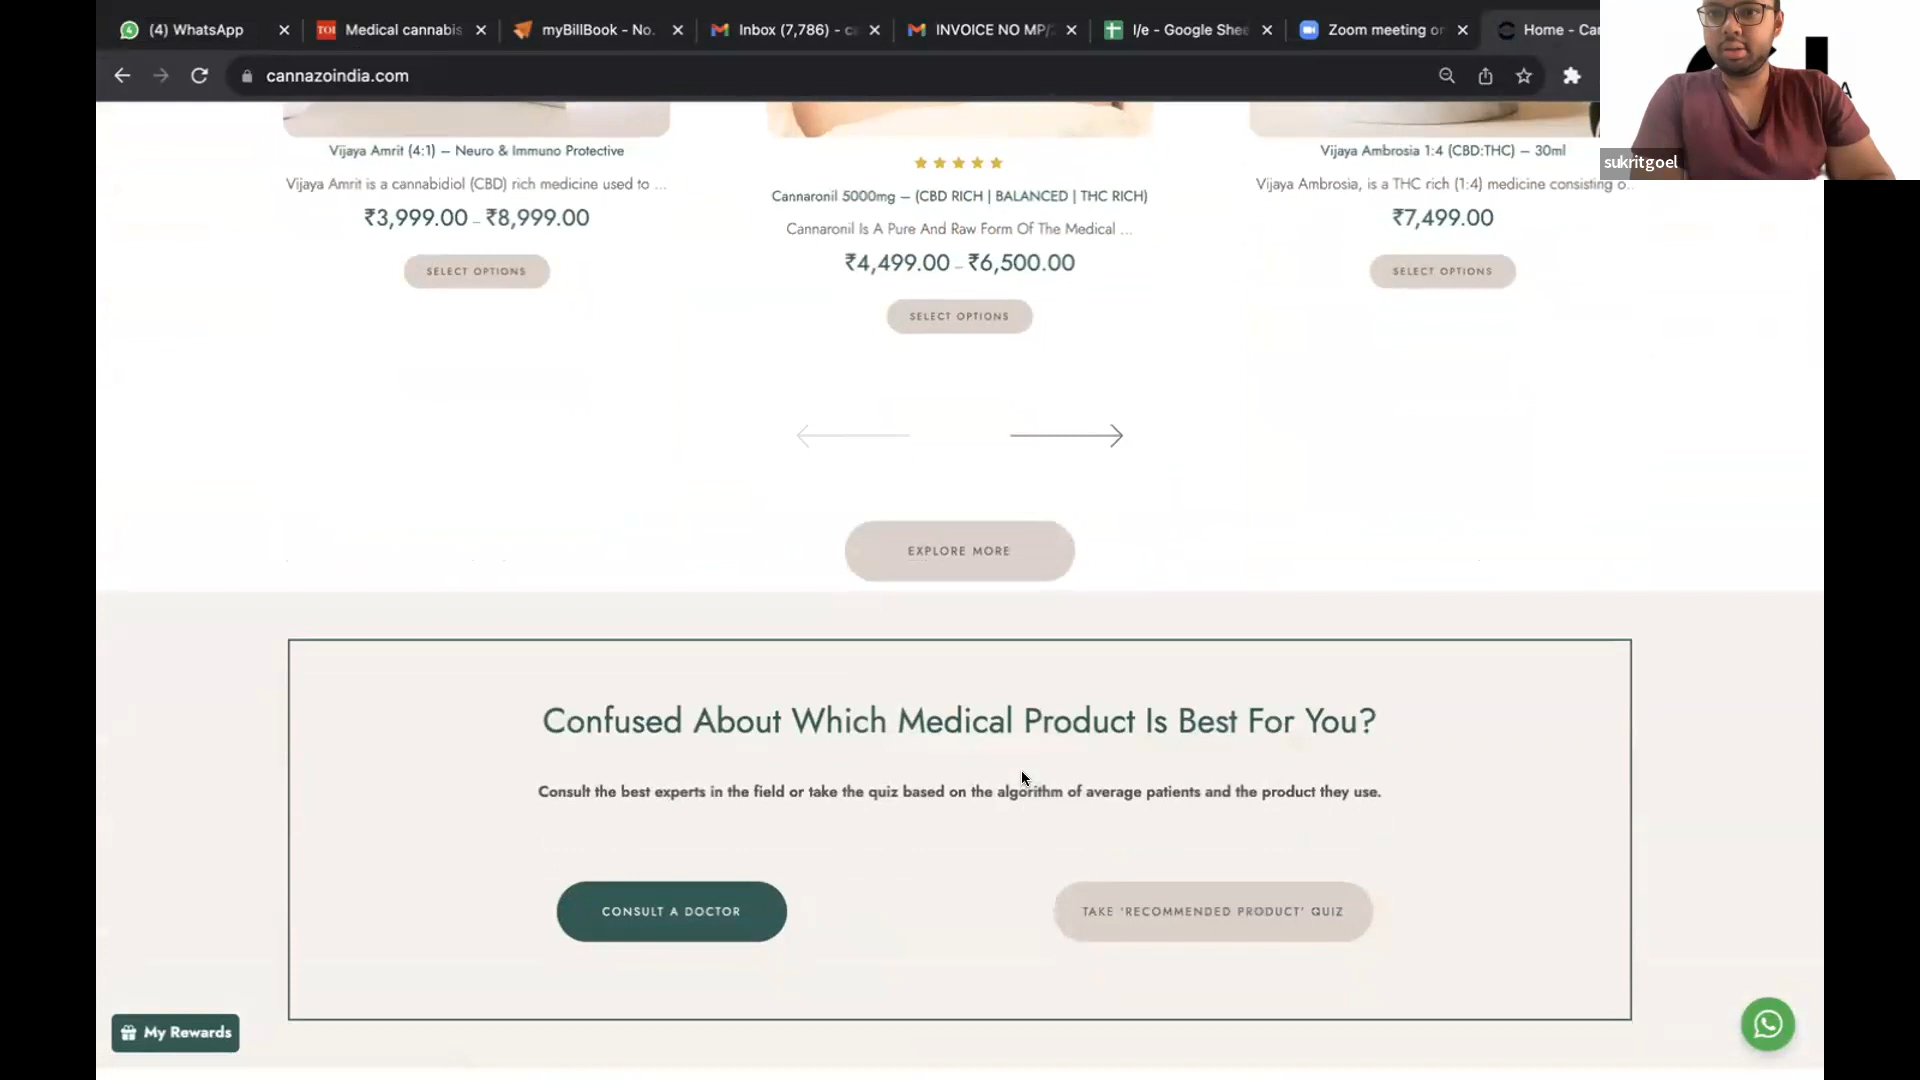 (4) WhatsApp
TOI Medical cannabis
myBillBook - No.
Inbox (7,786) - c
INVOICE NO MP/
I/e - Google Shee
Zoom meeting or
Home - Ca
cannazoindia.com
sukritgoel
Vijaya Amrit (4:1) – Neuro & Immuno Protective
Vijaya Amrit is a cannabidiol (CBD) rich medicine used to ...
₹3,999.00 – ₹8,999.00
SELECT OPTIONS
Cannaronil 5000mg – (CBD RICH | BALANCED | THC RICH)
Cannaronil Is A Pure And Raw Form Of The Medical ...
₹4,499.00 – ₹6,500.00
SELECT OPTIONS
Vijaya Ambrosia 1:4 (CBD:THC) – 30ml
Vijaya Ambrosia, is a THC rich (1:4) medicine consisting o..
₹7,499.00
SELECT OPTIONS
EXPLORE MORE
Confused About Which Medical Product Is Best For You?
Consult the best experts in the field or take the quiz based on the algorithm of average patients and the product they use.
CONSULT A DOCTOR
TAKE 'RECOMMENDED PRODUCT' QUIZ
My Rewards